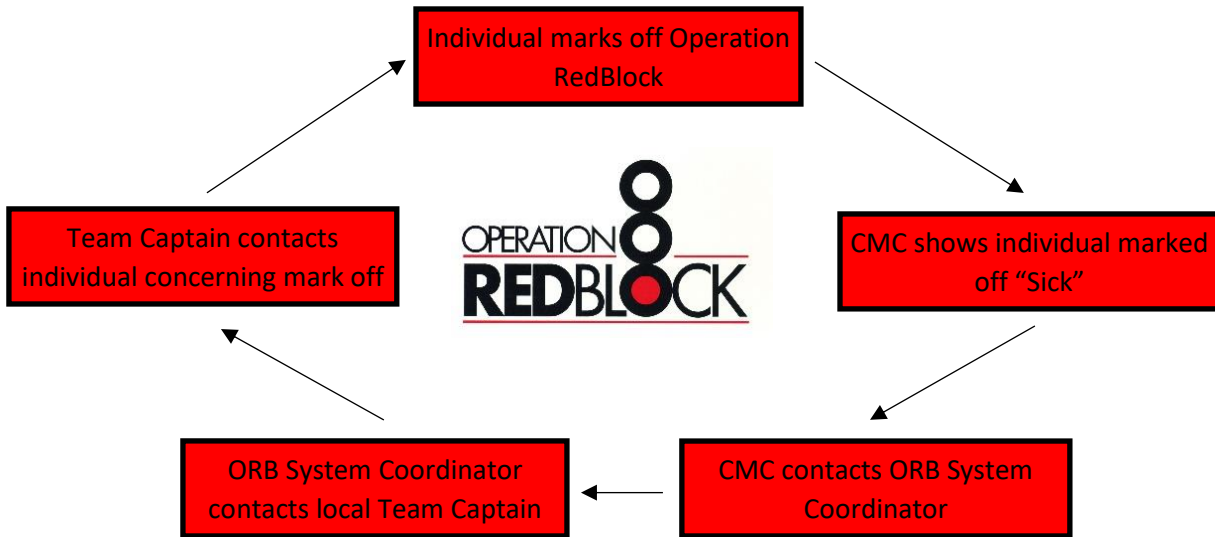 Individual marks off Operation
RedBlock
CMC shows individual marked
off “Sick”
CMC contacts ORB System
Coordinator
ORB System Coordinator
contacts local Team Captain
Team Captain contacts
individual concerning mark off
OPERATION
REDBLOCK